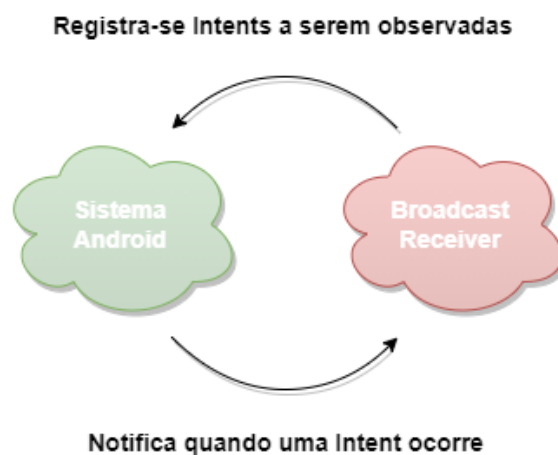 Registra-se Intents a serem observadas
Sistema
Android
Broadcast
Receiver
Notifica quando uma Intent ocorre